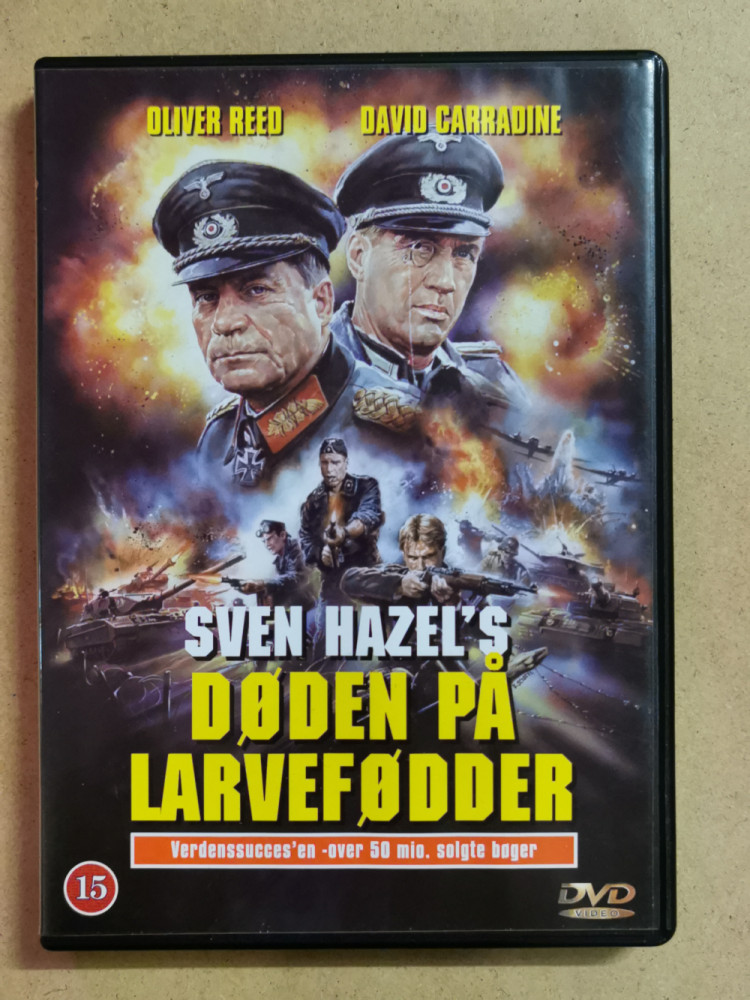 OLIVER REED DAVID CARRADINE
SVEN HAZEL'S
DØDEN PÅ
LARVEFØDDER
Verdenssucces'en -over 50 mio. solgte bøger
15
DVD
VIDEO